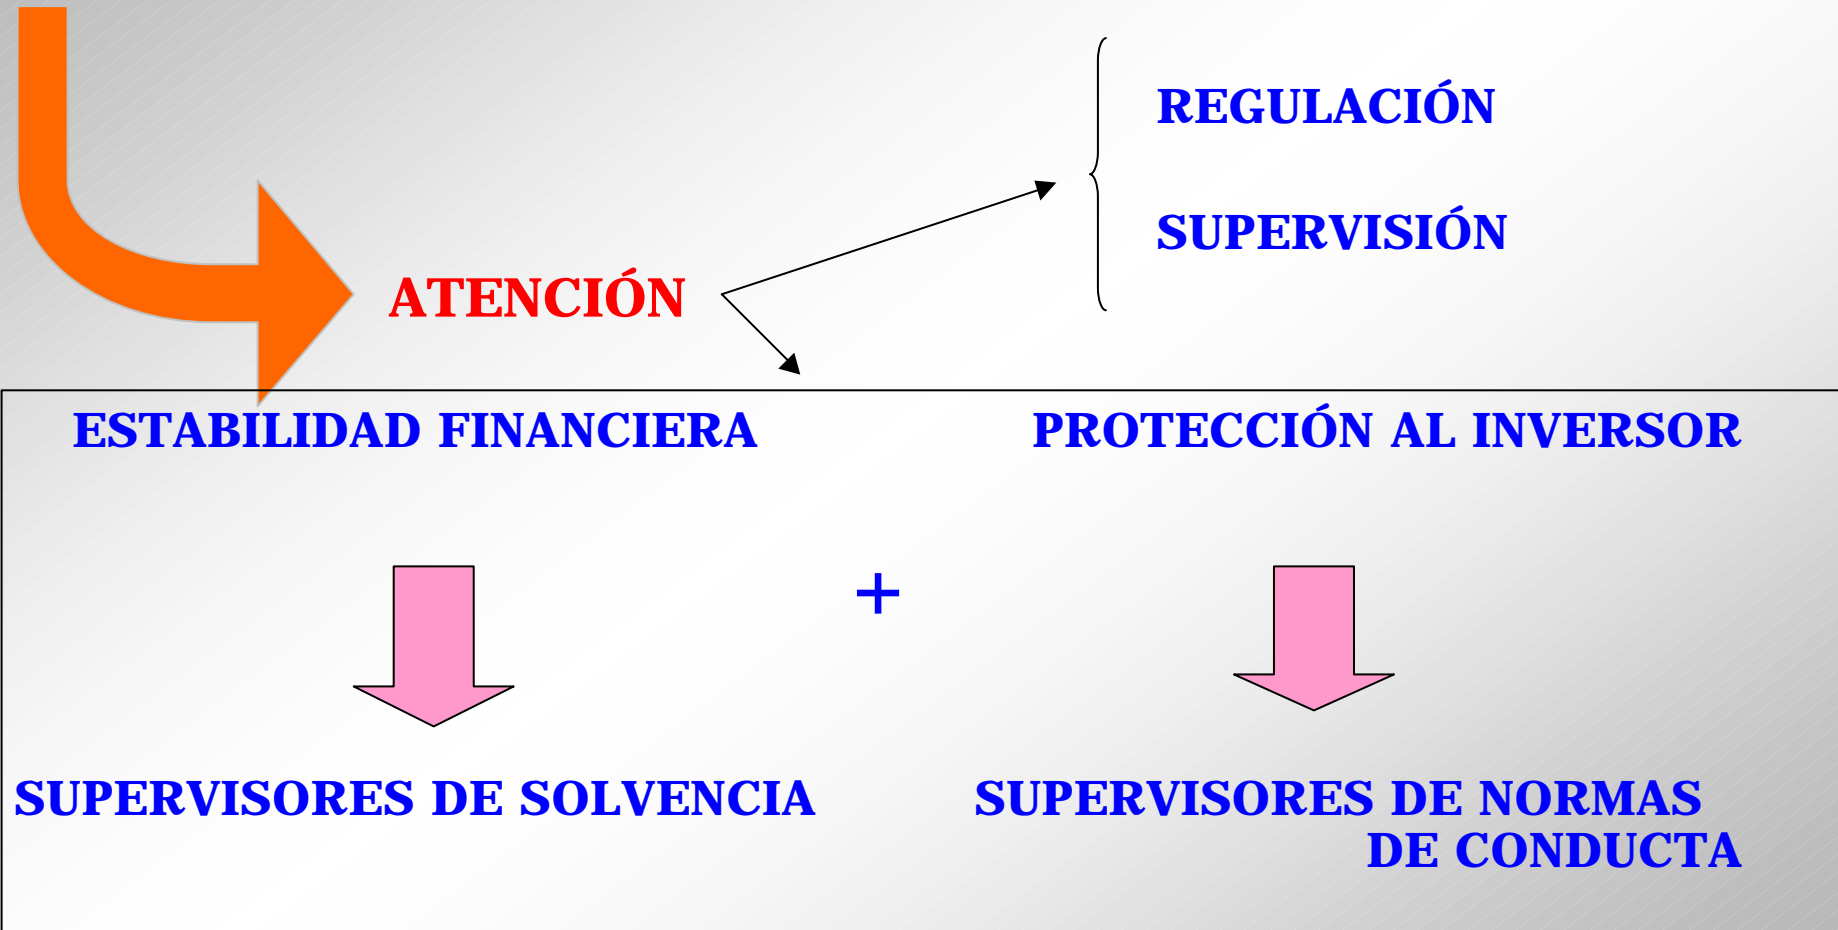 REGULACIÓN
SUPERVISIÓN
ATENCIÓN
ESTABILIDAD FINANCIERA
PROTECCIÓN AL INVERSOR
+
SUPERVISORES DE SOLVENCIA
SUPERVISORES DE NORMAS
DE CONDUCTA